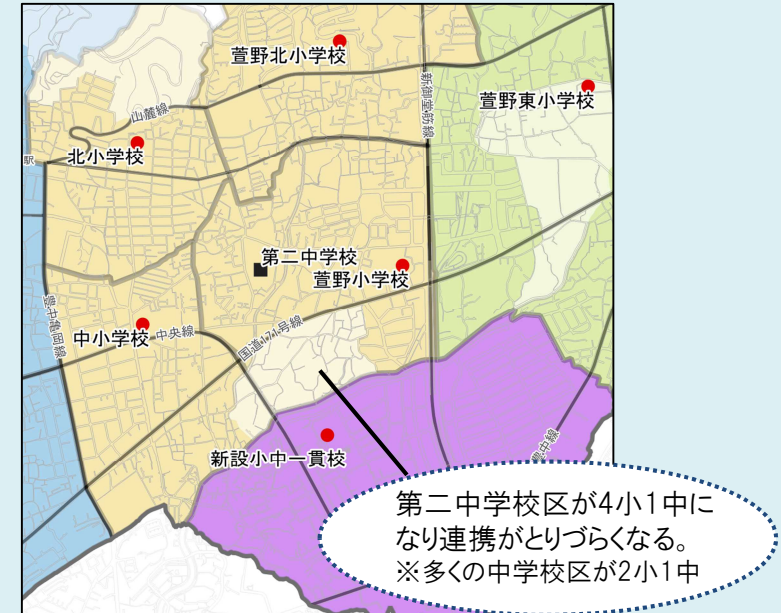 萱野北小学校
新御堂筋線
萱野東小学校
山麓線
駅
北小学校
第二中学校
萱野小学校
豊中亀岡線
中小学校
中央線
国道171号線
新設小中一貫校
豊中線
第二中学校区が4小1中に
なり連携がとりづらくなる。
※多くの中学校区が2小1中